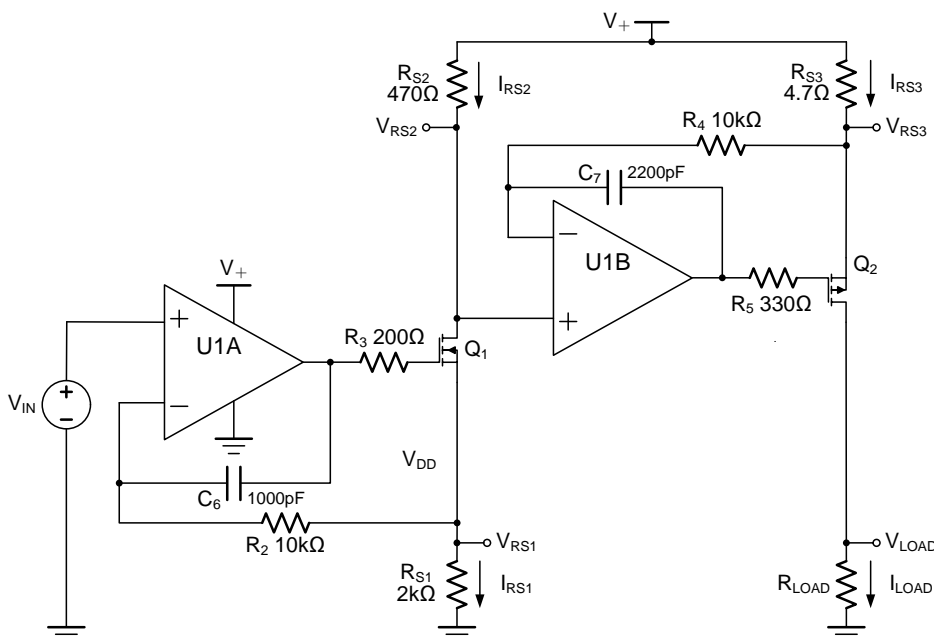 V+
RS2
470Ω
IRS2
RS3
4.7Ω
IRS3
VRS2
R4 10kΩ
VRS3
C7 2200pF
−
U1B
+
Q2
R5 330Ω
V+
+
U1A
−
R3 200Ω
Q1
VIN
+
−
VDD
C6 1000pF
R2 10kΩ
VRS1
RS1
2kΩ
IRS1
VLOAD
RLOAD
ILOAD